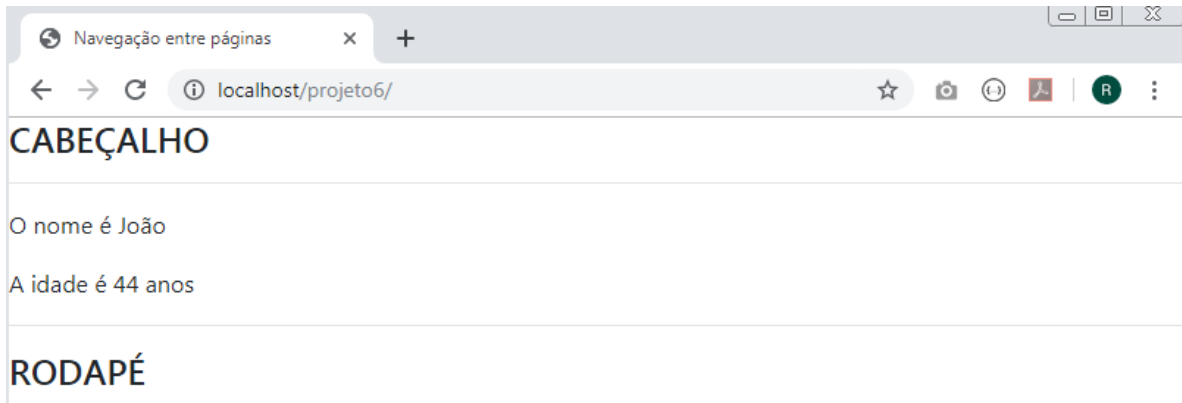 Navegação entre páginas
localhost/projeto6/
R
CABEÇALHO
O nome é João
A idade é 44 anos
RODAPÉ